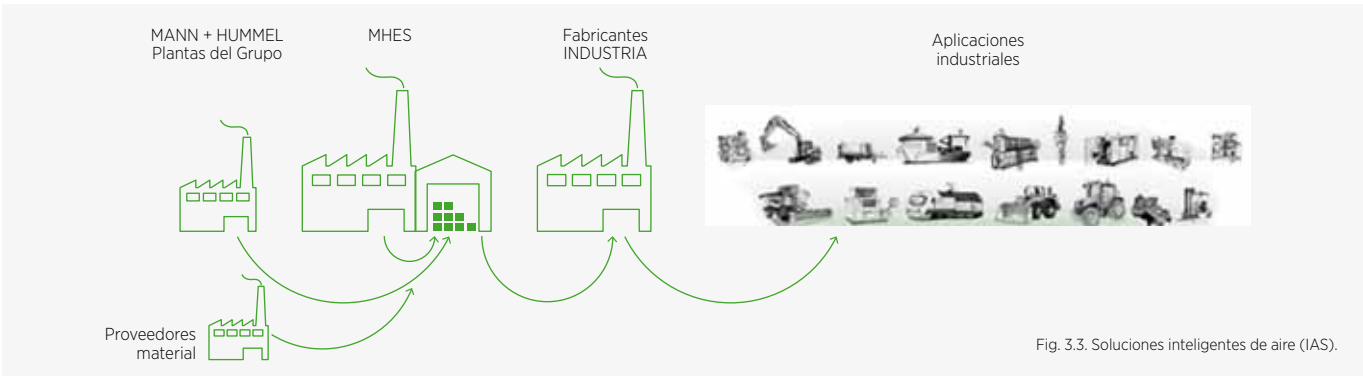 MANN + HUMMEL
Plantas del Grupo
MHES
Fabricantes
INDUSTRIA
Aplicaciones
industriales
Proveedores
material
Fig. 3.3. Soluciones inteligentes de aire (IAS).